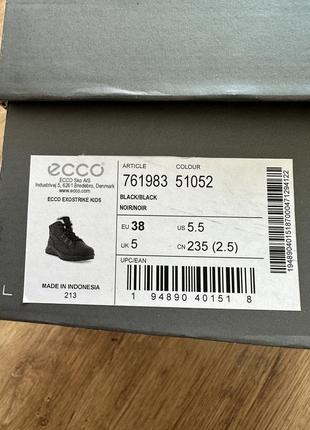 ecco
ECCO Sko A/S
Industrivej 5, 6261 Bredebro, Denmark
www.ecco.com
ECCO EXOSTRIKE KIDS
MADE IN INDONESIA
213
ARTICLE COLOUR
761983 51052
BLACK/BLACK
NOIR/NOIR
EU 38 US 5.5
UK 5 CN 235 (2.5)
UPC/EAN
1 94890 40151 8
19489040151870004712941​22
L